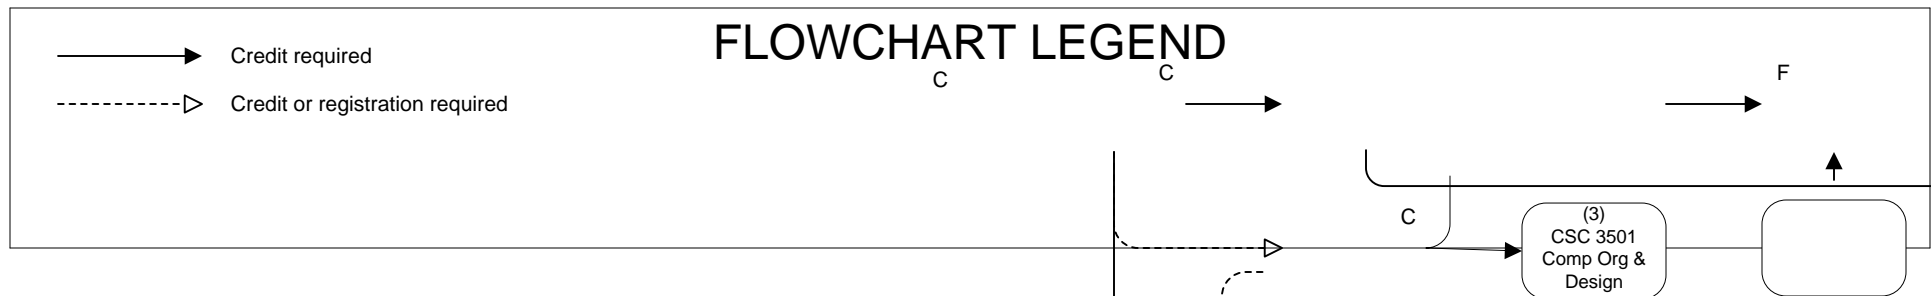 FLOWCHART LEGEND
Credit required
C
C
F
Credit or registration required
C
(3)
CSC 3501
Comp Org &
Design